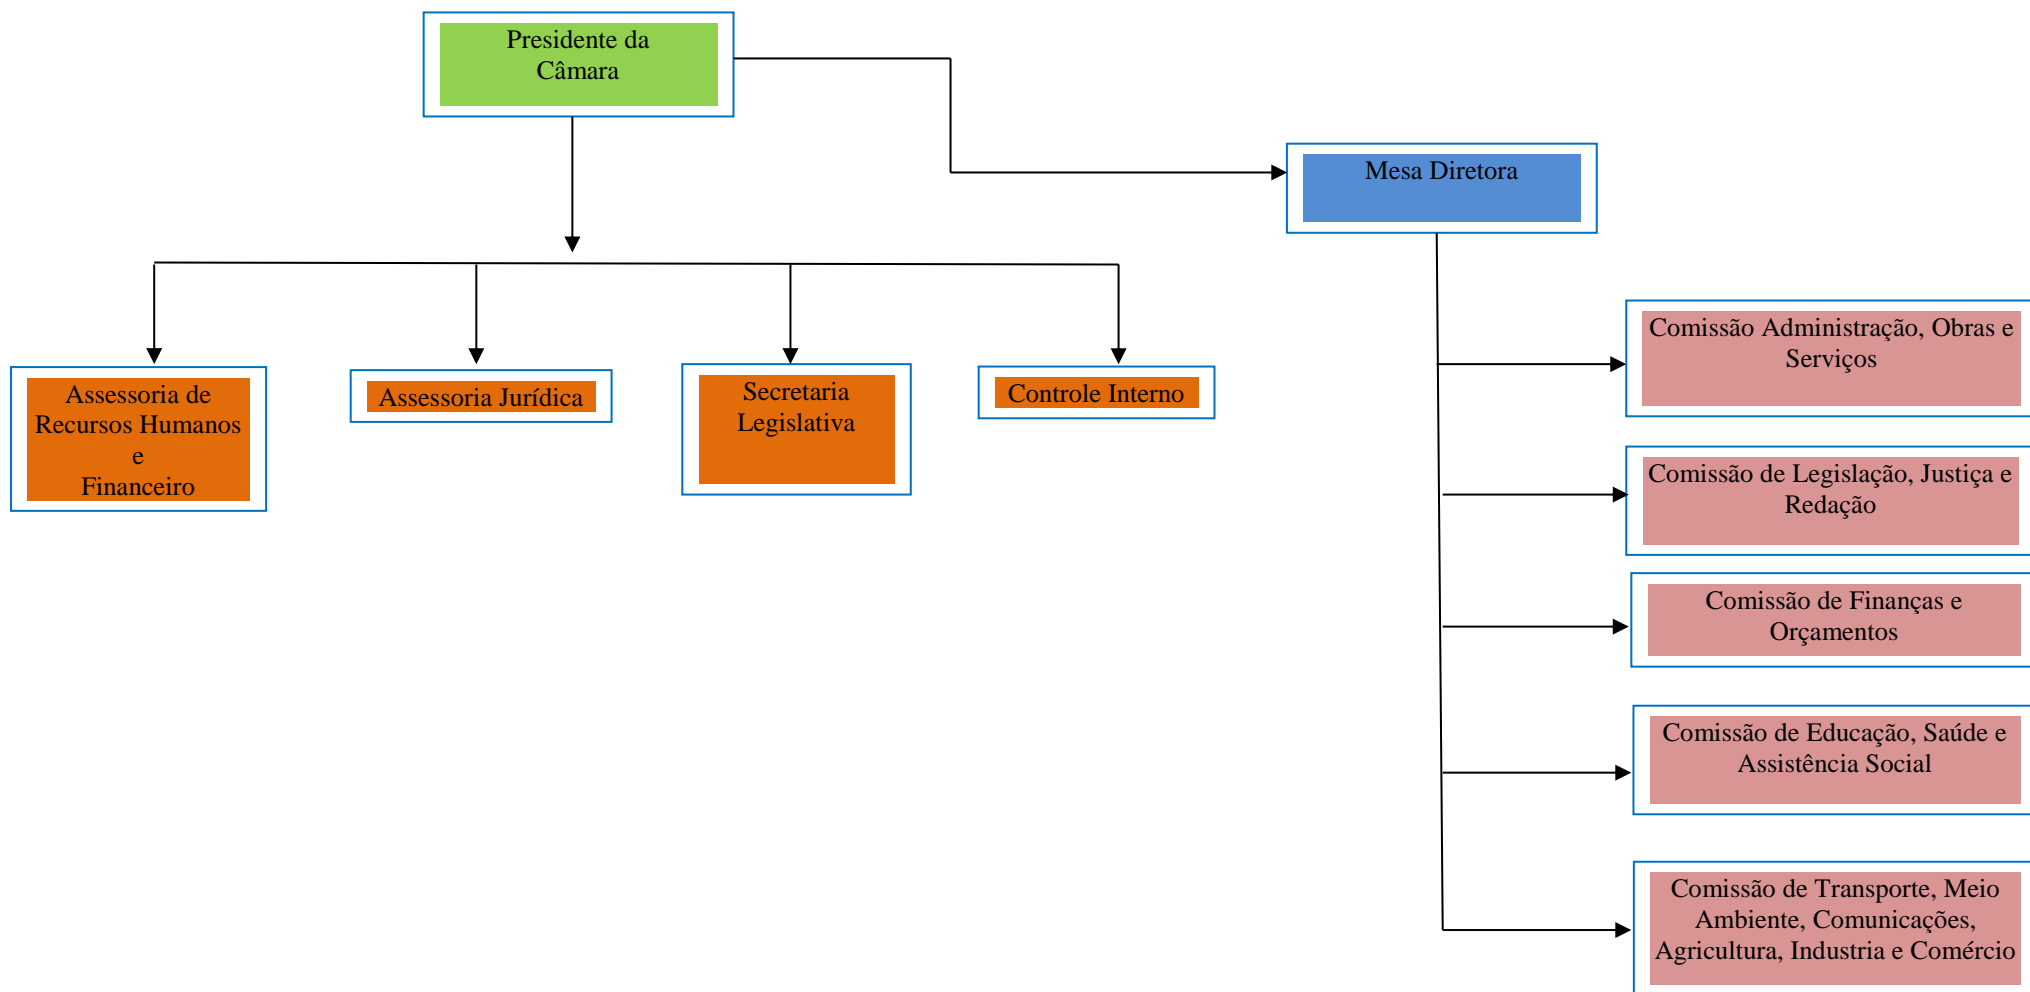 Presidente da
Câmara
Mesa Diretora
Assessoria de
Recursos Humanos
e
Financeiro
Assessoria Jurídica
Secretaria
Legislativa
Controle Interno
Comissão Administração, Obras e
Serviços
Comissão de Legislação, Justiça e
Redação
Comissão de Finanças e
Orçamentos
Comissão de Educação, Saúde e
Assistência Social
Comissão de Transporte, Meio
Ambiente, Comunicações,
Agricultura, Industria e Comércio